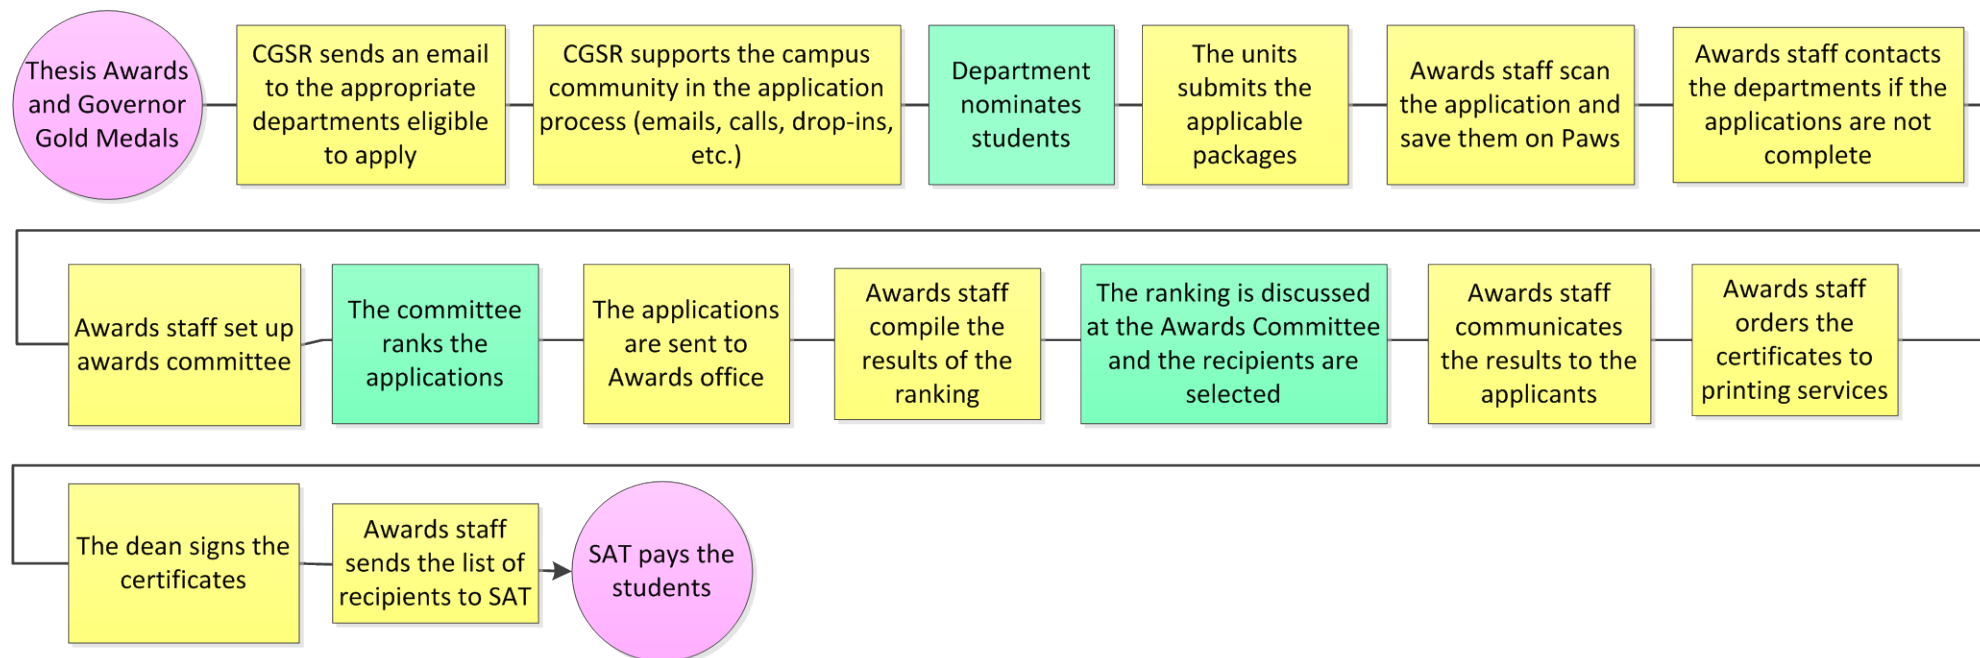 Thesis Awards
and Governor
Gold Medals
CGSR sends an email
to the appropriate
departments eligible
to apply
CGSR supports the campus
community in the application
process (emails, calls, drop-ins,
etc.)
Department
nominates
students
The units
submits the
applicable
packages
Awards staff scan
the application and
save them on Paws
Awards staff contacts
the departments if the
applications are not
complete
Awards staff set up
awards committee
The committee
ranks the
applications
The applications
are sent to
Awards office
Awards staff
compile the
results of the
ranking
The ranking is discussed
at the Awards Committee
and the recipients are
selected
Awards staff
communicates
the results to the
applicants
Awards staff
orders the
certificates to
printing services
The dean signs the
certificates
Awards staff
sends the list of
recipients to SAT
SAT pays the
students